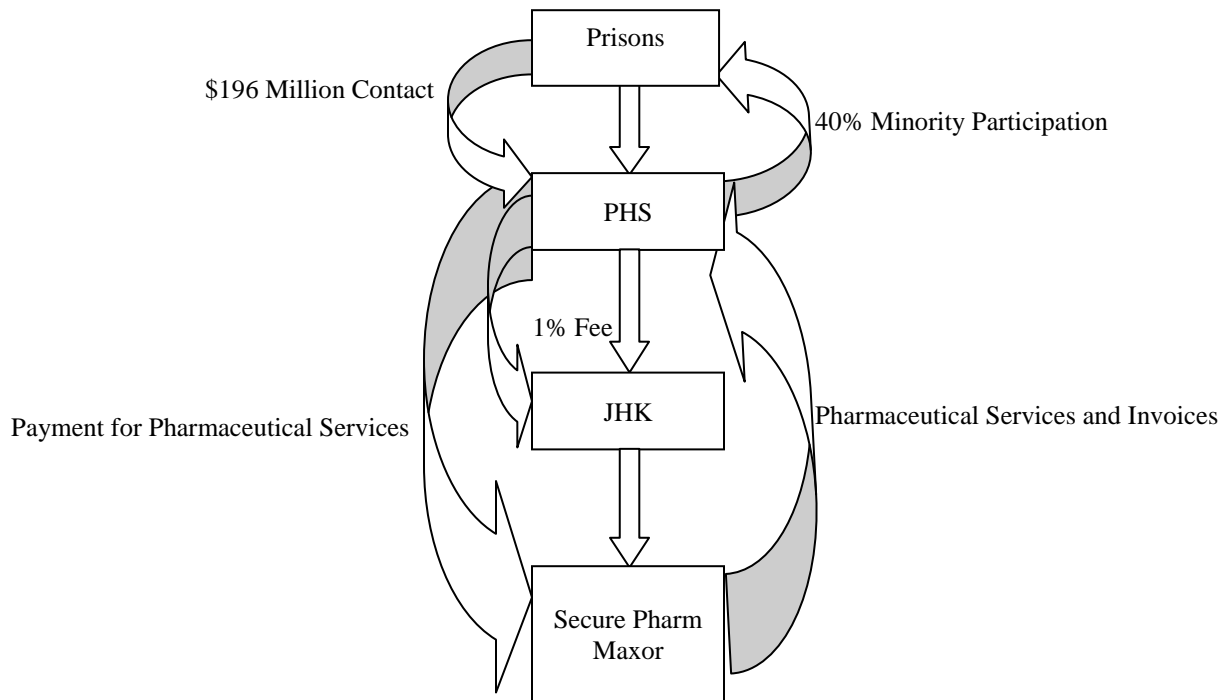 Prisons
$196 Million Contact
40% Minority Participation
PHS
1% Fee
JHK
Payment for Pharmaceutical Services
Pharmaceutical Services and Invoices
Secure Pharm
Maxor